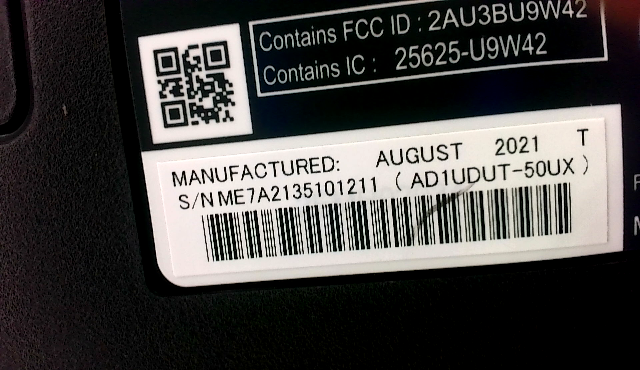 Contains FCC ID : 2AU3BU9W42
Contains IC : 25625-U9W42
MANUFACTURED: AUGUST 2021 T
S/N ME7A2135101211 ( AD1UDUT-50UX )